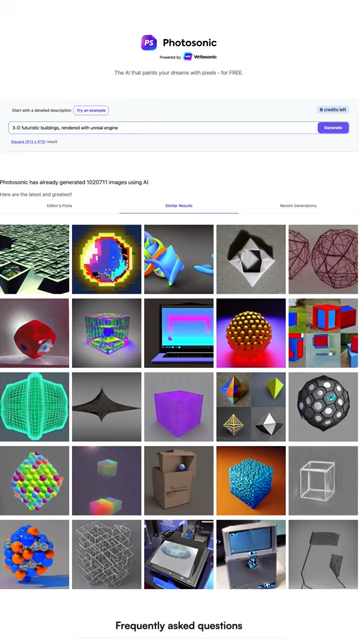 PS Photosonic
Powered by PS Writesonic
The AI that paints your dreams with pixels - for FREE.
Start with a detailed description Try an example
5 credits left
3-D futuristic buildings, rendered with unreal engine
Generate
Square (512 x 512) result
Photosonic has already generated 1020711 images using AI
Here are the latest and greatest!
Editor's Picks
Similar Results
Recent Generations
Frequently asked questions